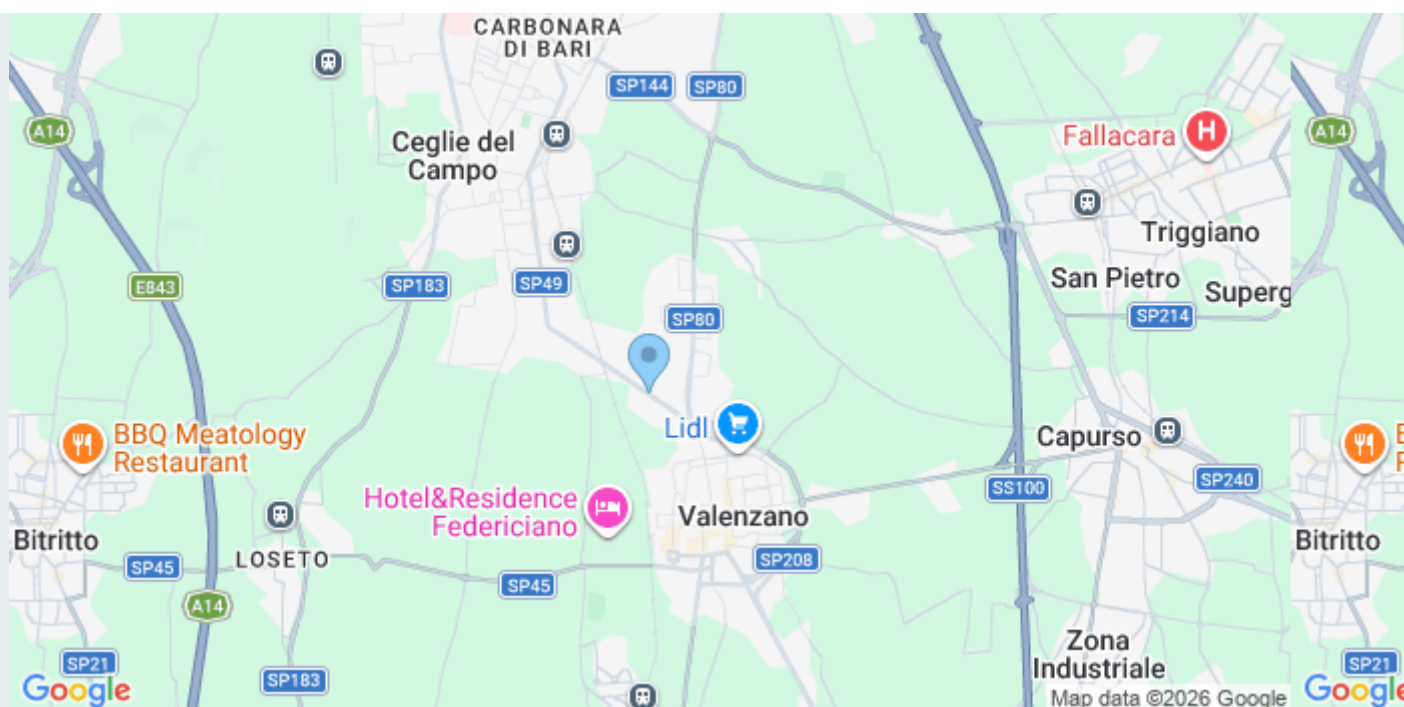 CARBONARA
DI BARI
SP144
SP80
A14
Fallacara
H
A14
Ceglie del
Campo
Triggiano
San Pietro
Superg
E843
SP183
SP49
SP80
SP214
Lidl
BBQ Meatology
Restaurant
Capurso
SP240
SS100
Hotel&Residence
Federiciano
Valenzano
Bitritto
LOSETO
SP45
SP45
SP208
Bitritto
A14
Zona
Industriale
SP21
SP183
SP21
Google
Map data ©2026 Google
Google